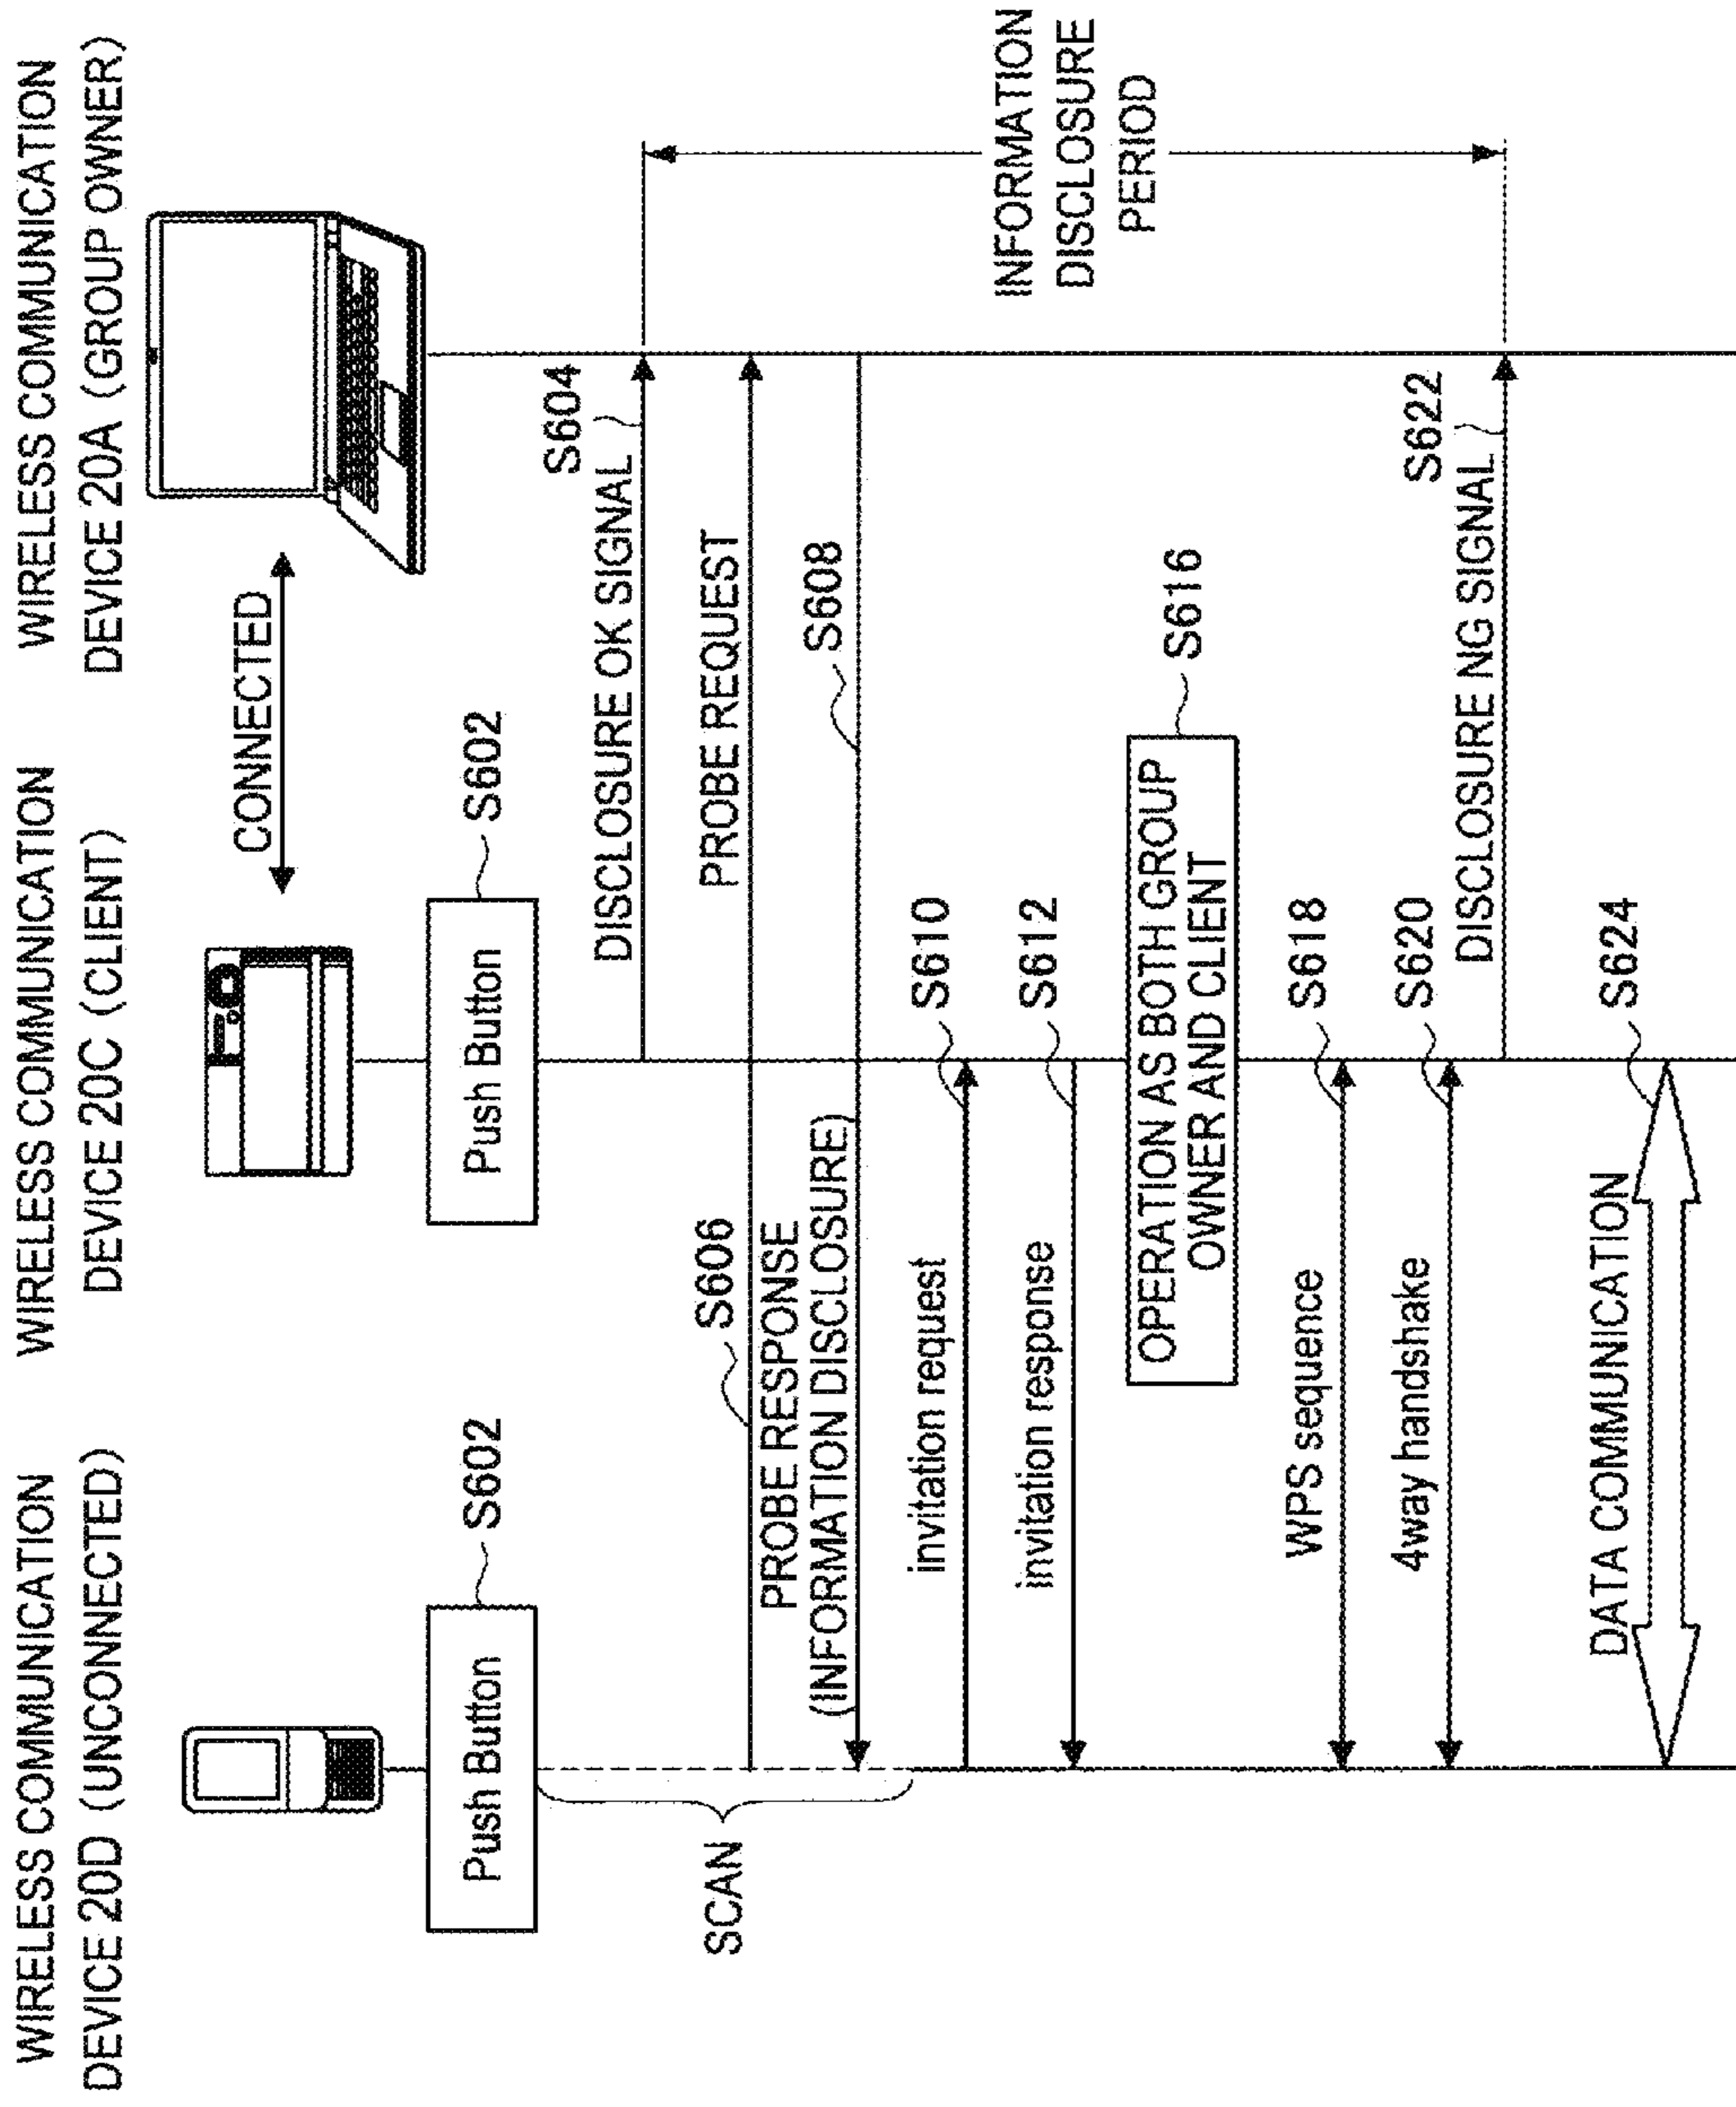 WIRELESS COMMUNICATION
DEVICE 20D (UNCONNECTED)
WIRELESS COMMUNICATION
DEVICE 20C (CLIENT)
WIRELESS COMMUNICATION
DEVICE 20A (GROUP OWNER)
CONNECTED
Push Button
S602
Push Button
S602
S604
DISCLOSURE OK SIGNAL
SCAN
S606
PROBE REQUEST
PROBE RESPONSE
(INFORMATION DISCLOSURE)
S608
invitation request
S610
invitation response
S612
INFORMATION
DISCLOSURE
PERIOD
OPERATION AS BOTH GROUP
OWNER AND CLIENT
S616
WPS sequence
S618
4way handshake
S620
S622
DISCLOSURE NG SIGNAL
DATA COMMUNICATION
S624